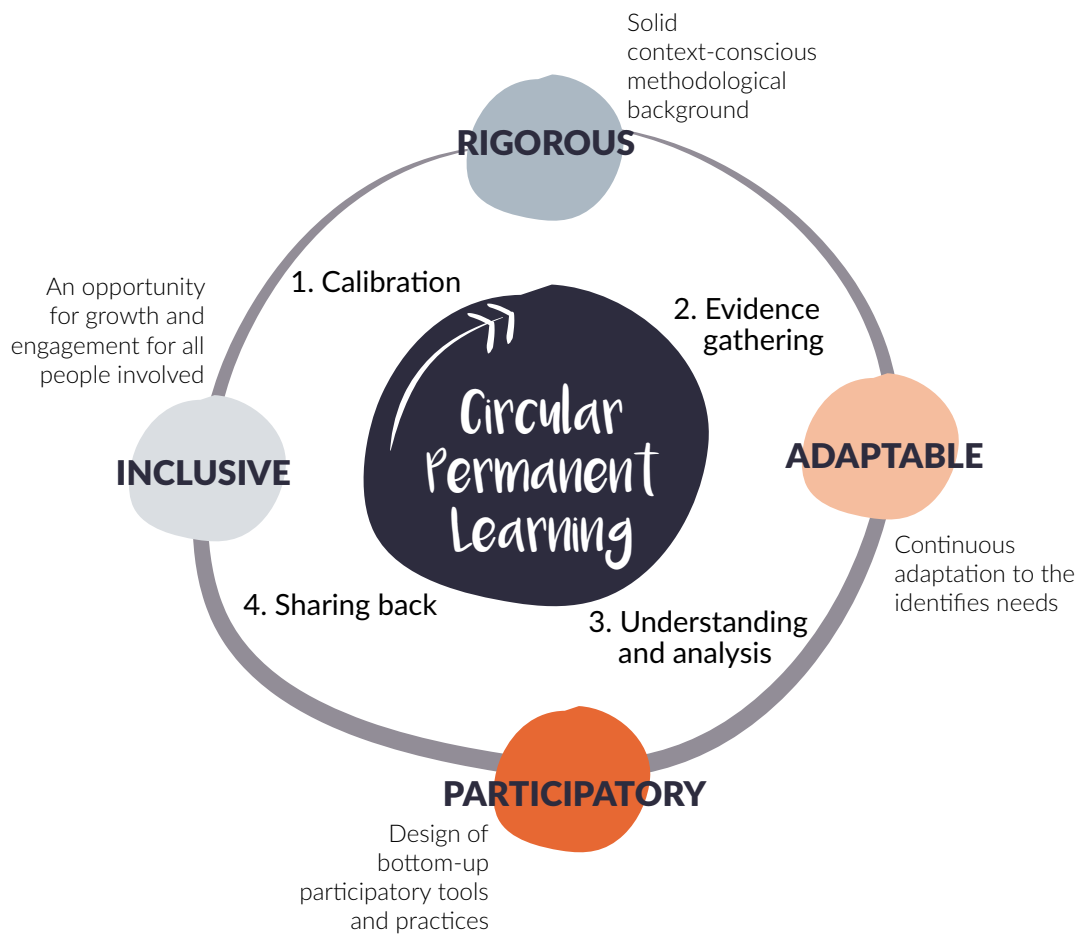 Solid
context-conscious
methodological
background
RIGOROUS
1. Calibration
2. Evidence
gathering
An opportunity
for growth and
engagement for all
people involved
INCLUSIVE
Circular
Permanent
Learning
ADAPTABLE
Continuous
adaptation to the
identifies needs
4. Sharing back
3. Understanding
and analysis
PARTICIPATORY
Design of
bottom-up
participatory tools
and practices